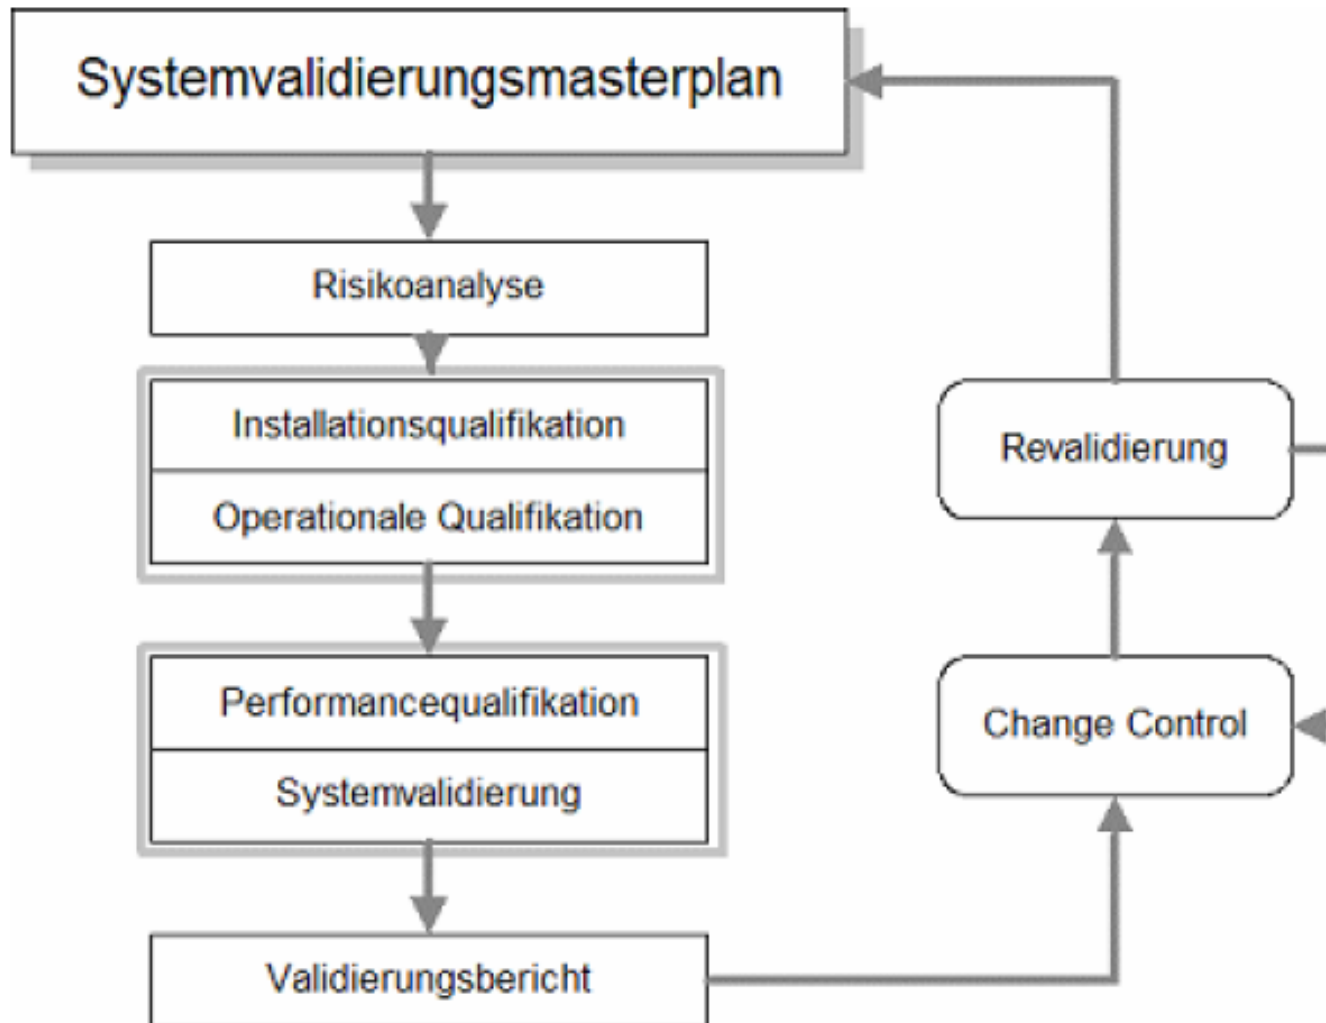 Systemvalidierungsmasterplan
Risikoanalyse
Installationsqualifikation
Operationale Qualifikation
Performancequalifikation
Systemvalidierung
Validierungsbericht
Revalidierung
Change Control